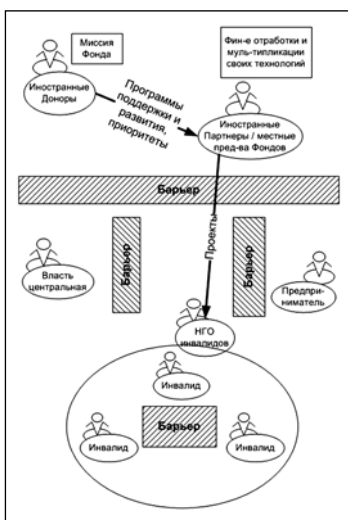 Миссия
Фонда
Фин-е отработки и
муль-типликации
своих технологий
Иностранные
Доноры
Программы
поддержки и
развития,
приоритеты
Иностранные
Партнеры / местные
пред-ва Фондов
Барьер
Барьер
Проекты
Барьер
Власть
центральная
Предпри-
ниматель
НГО
инвалидов
Инвалид
Барьер
Инвалид
Инвалид